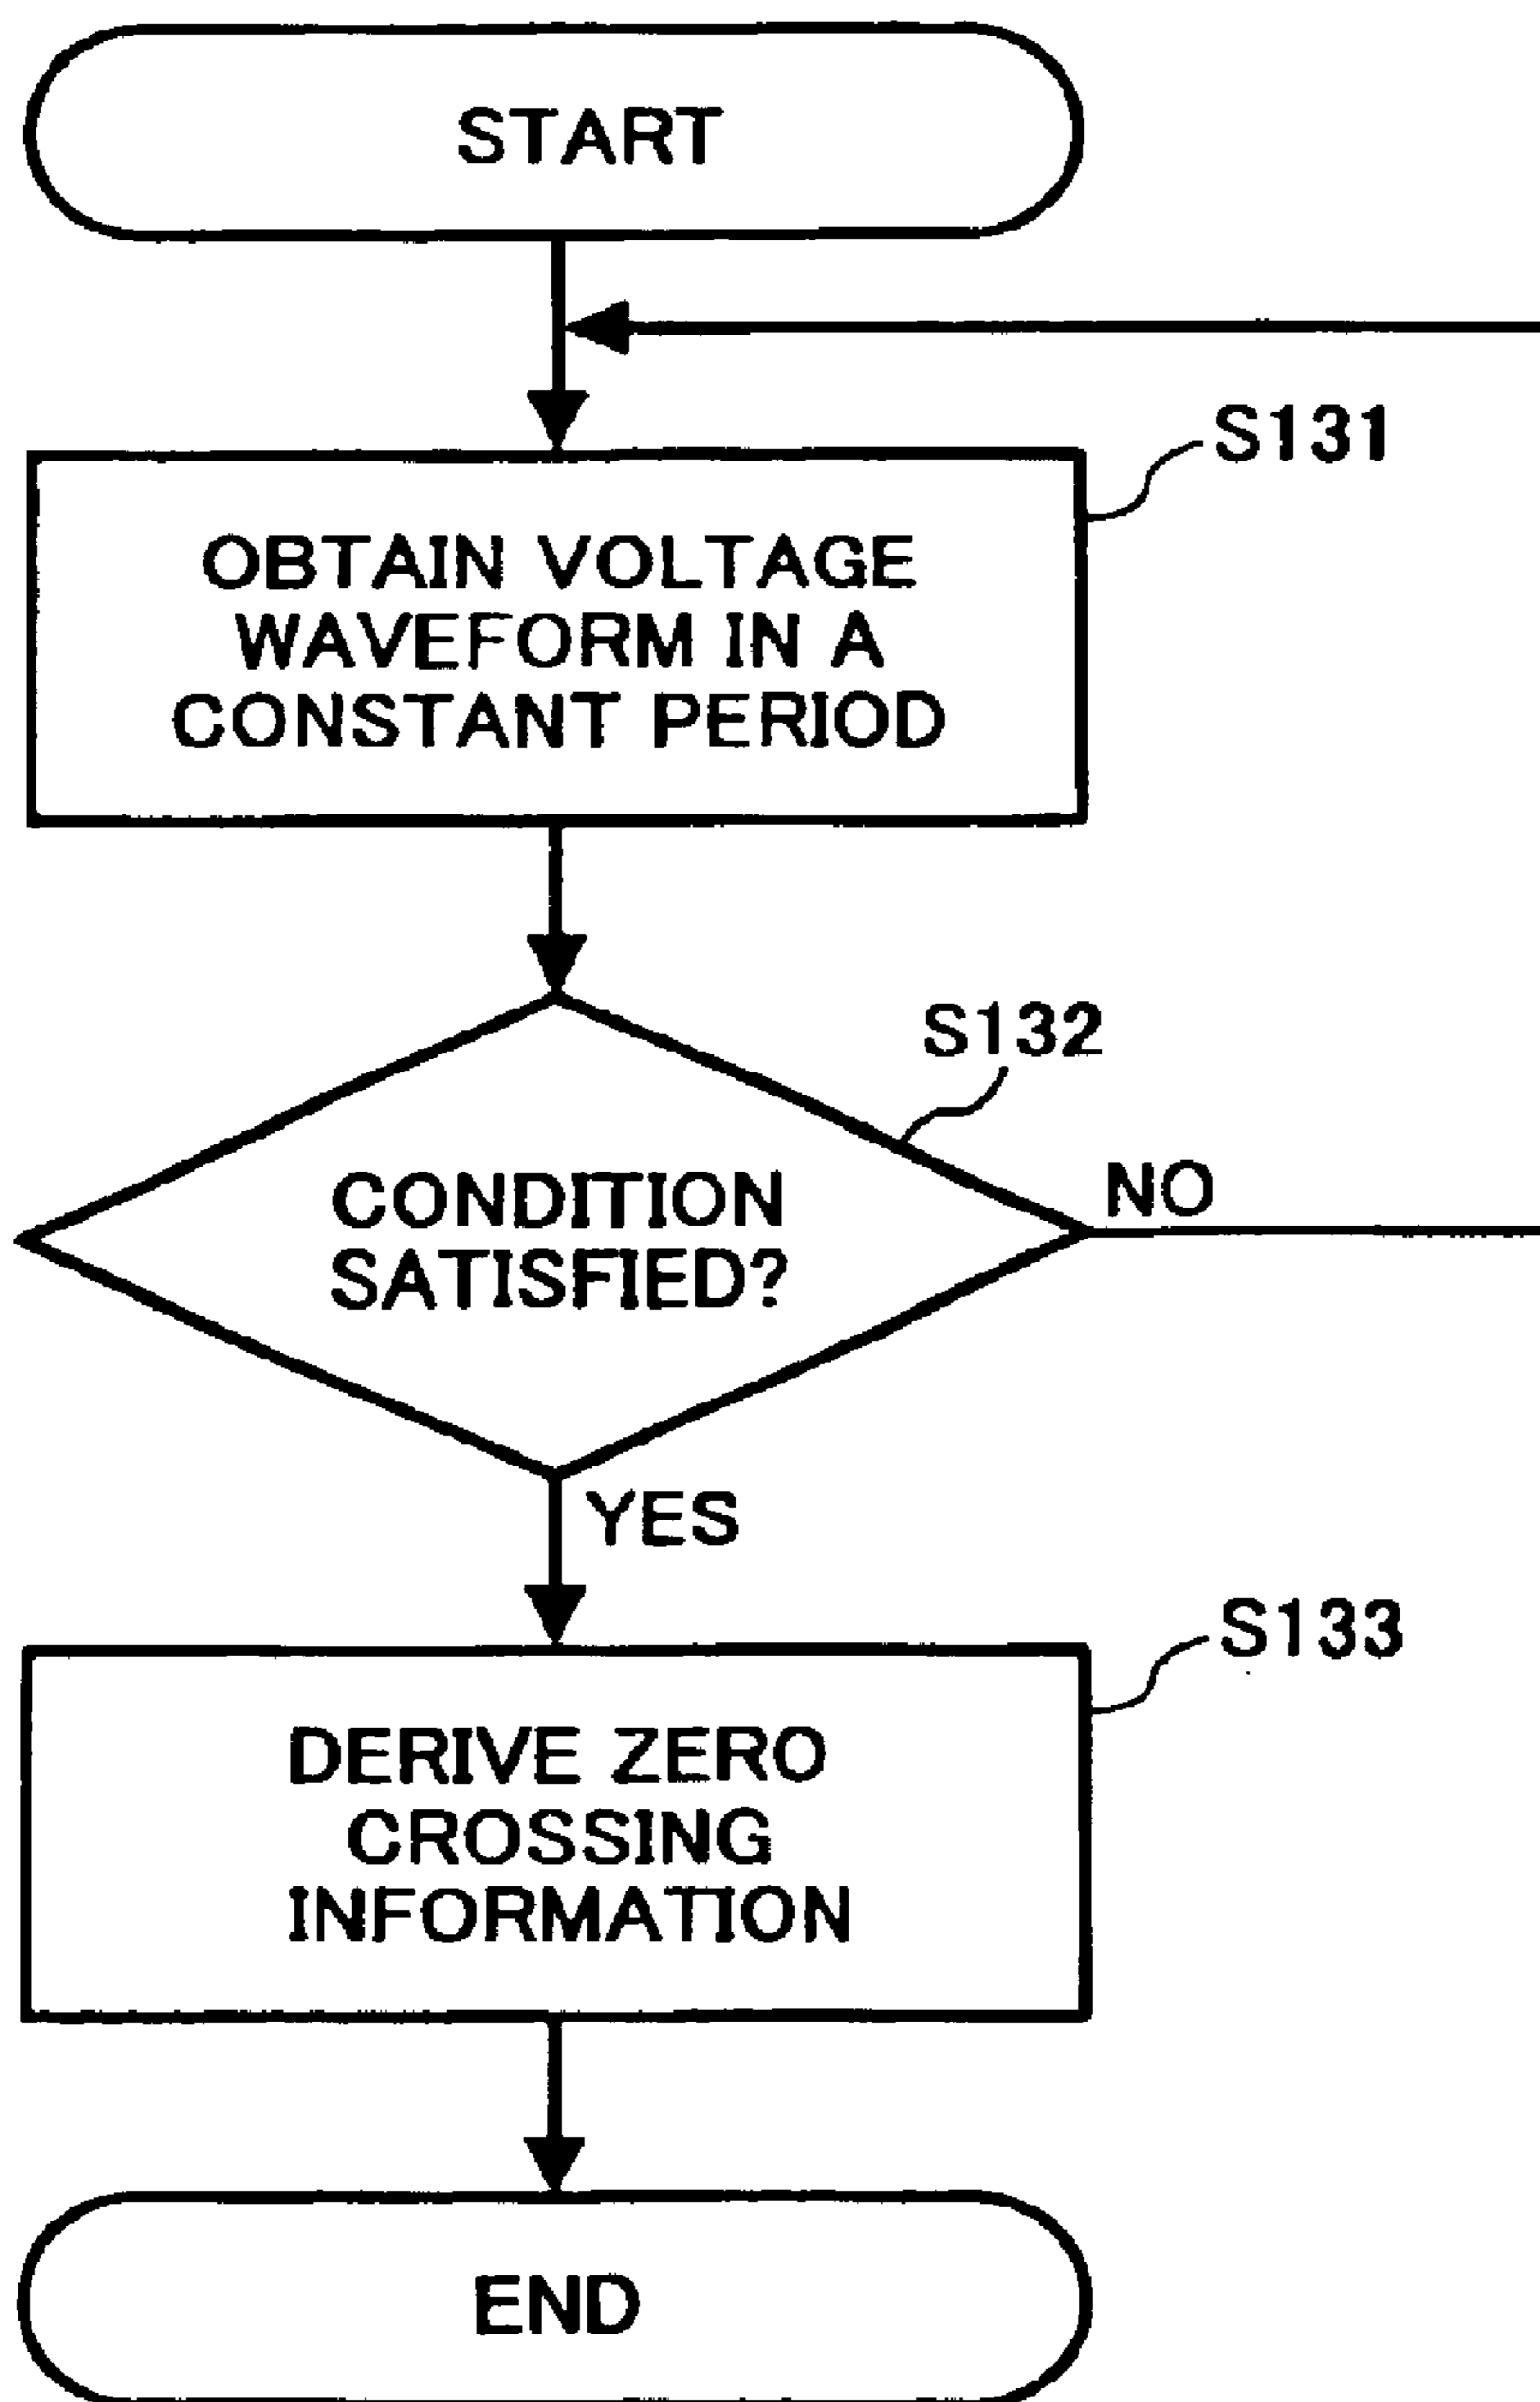 START
S131
OBTAIN VOLTAGE
WAVEFORM IN A
CONSTANT PERIOD
S132
CONDITION
SATISFIED?
NO
YES
S133
DERIVE ZERO
CROSSING
INFORMATION
END